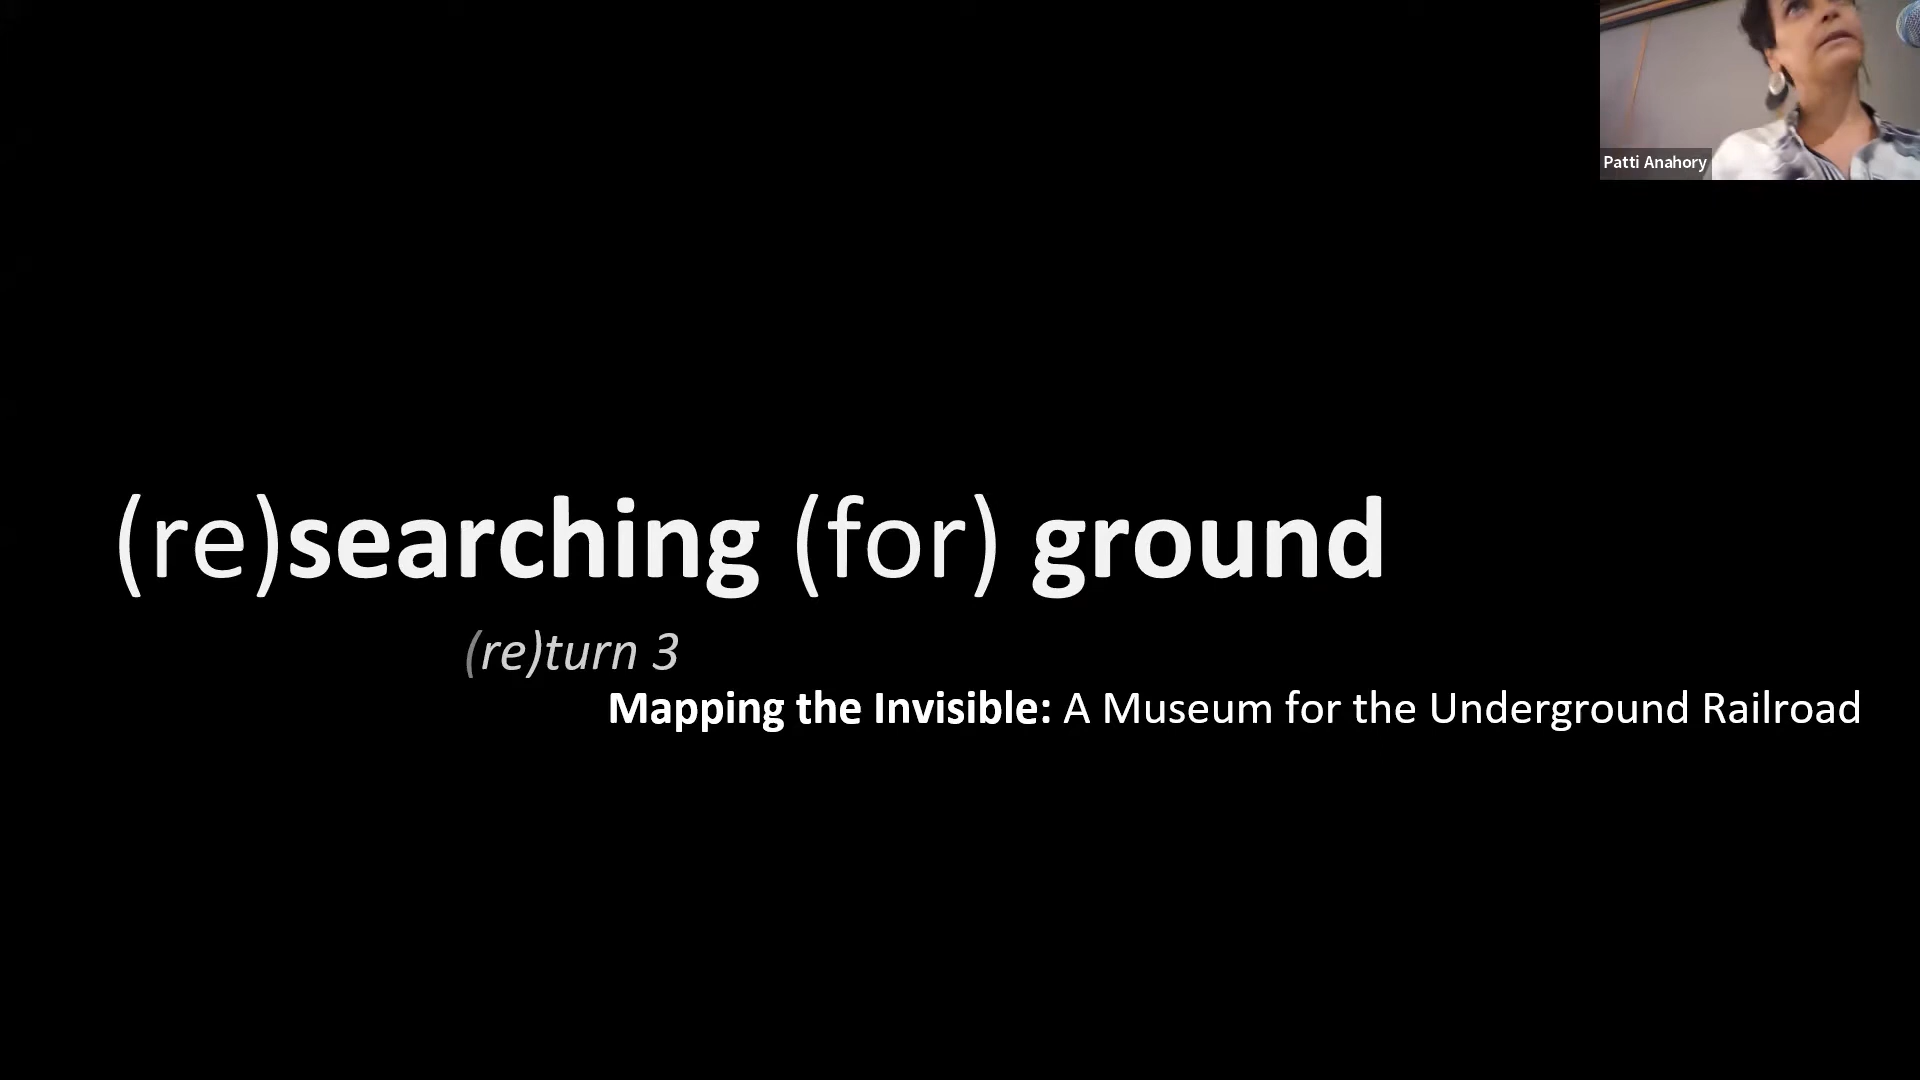 Patti Anahory
(re)searching (for) ground
(re)turn 3
Mapping the Invisible: A Museum for the Underground Railroad